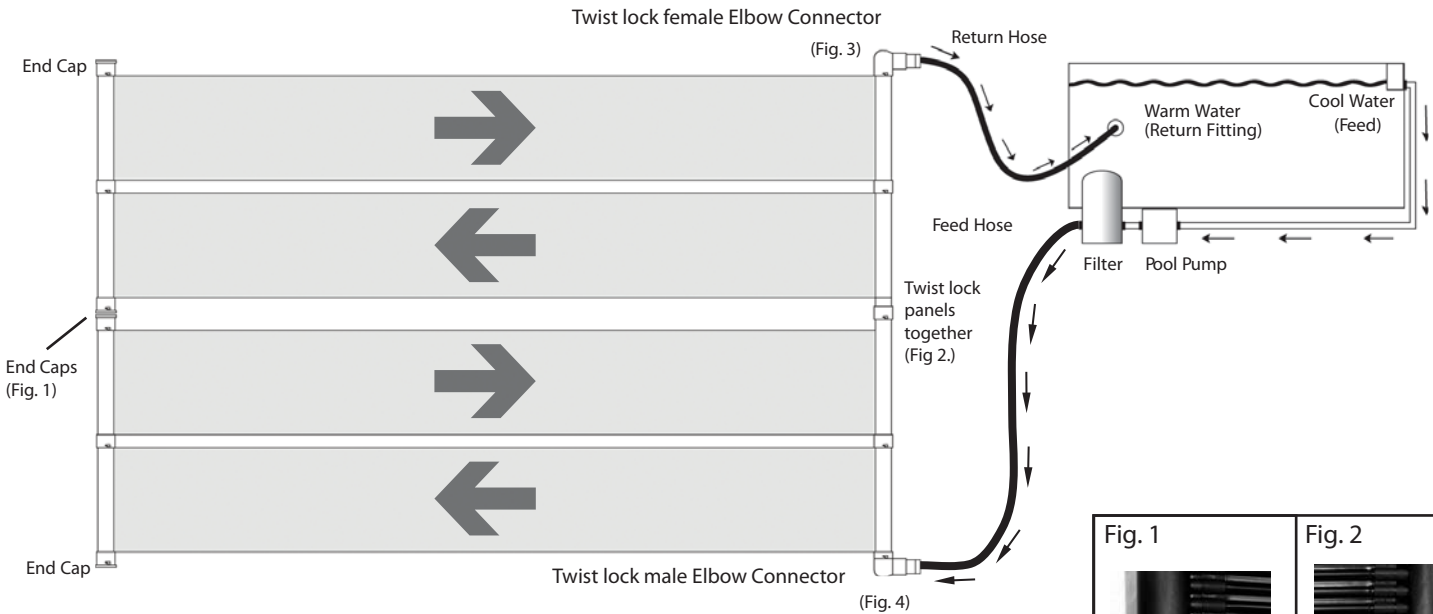 Twist lock female Elbow Connector
(Fig. 3)
Return Hose
End Cap
Warm Water
(Return Fitting)
Cool Water
(Feed)
Feed Hose
Filter
Pool Pump
Twist lock
panels
together
(Fig 2.)
End Caps
(Fig. 1)
End Cap
Twist lock male Elbow Connector
(Fig. 4)
Fig. 1
Fig. 2